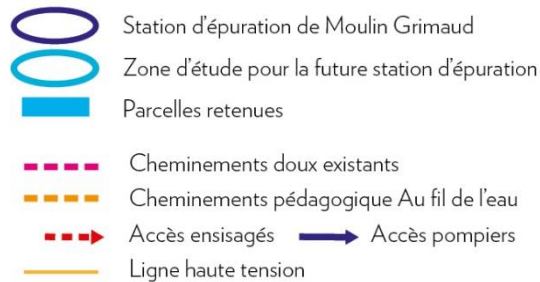 Station d'épuration de Moulin Grimaud
Zone d'étude pour la future station d'épuration
Parcelles retenues
Cheminements doux existants
Cheminements pédagogique Au fil de l'eau
Accès ensisagés Accès pompiers
Ligne haute tension